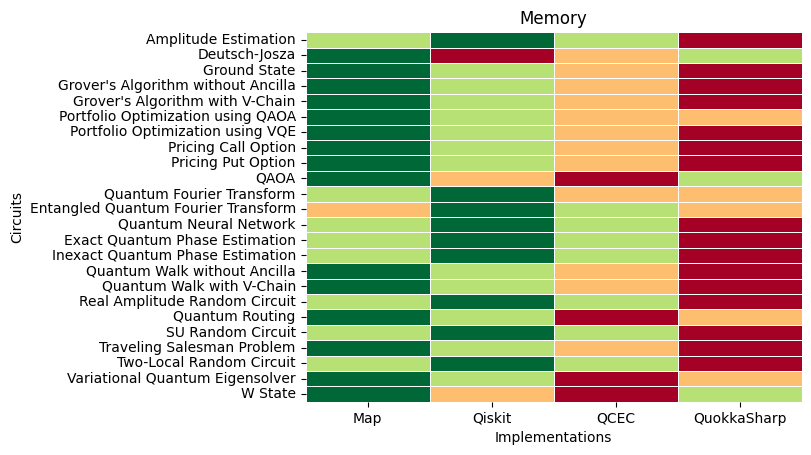 Memory
Amplitude Estimation
Deutsch-Josza
Ground State
Grover's Algorithm without Ancilla
Grover's Algorithm with V-Chain
Portfolio Optimization using QAOA
Portfolio Optimization using VQE
Pricing Call Option
Pricing Put Option
QAOA
Quantum Fourier Transform
Entangled Quantum Fourier Transform
Quantum Neural Network
Exact Quantum Phase Estimation
Inexact Quantum Phase Estimation
Quantum Walk without Ancilla
Quantum Walk with V-Chain
Real Amplitude Random Circuit
Quantum Routing
SU Random Circuit
Traveling Salesman Problem
Two-Local Random Circuit
Variational Quantum Eigensolver
W State
Circuits
Map Qiskit QCEC QuokkaSharp
Implementations